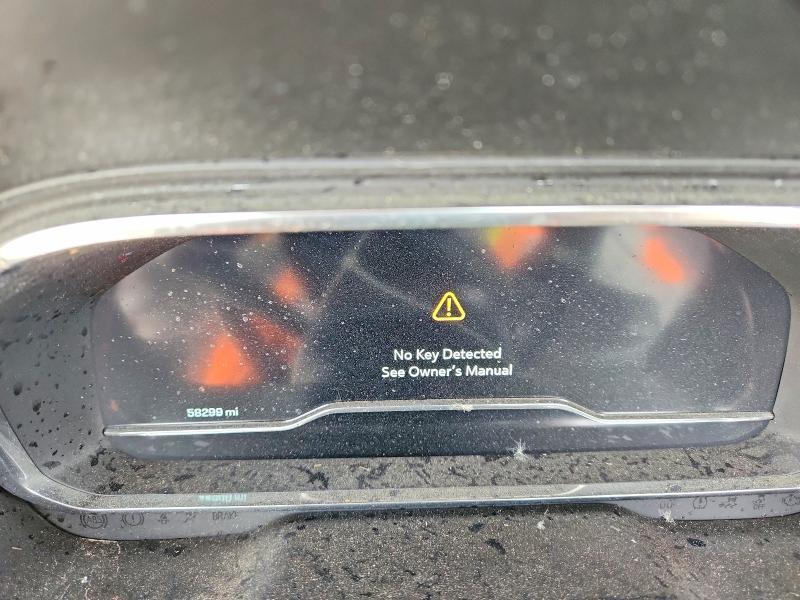 No Key Detected
See Owner's Manual
58299 mi